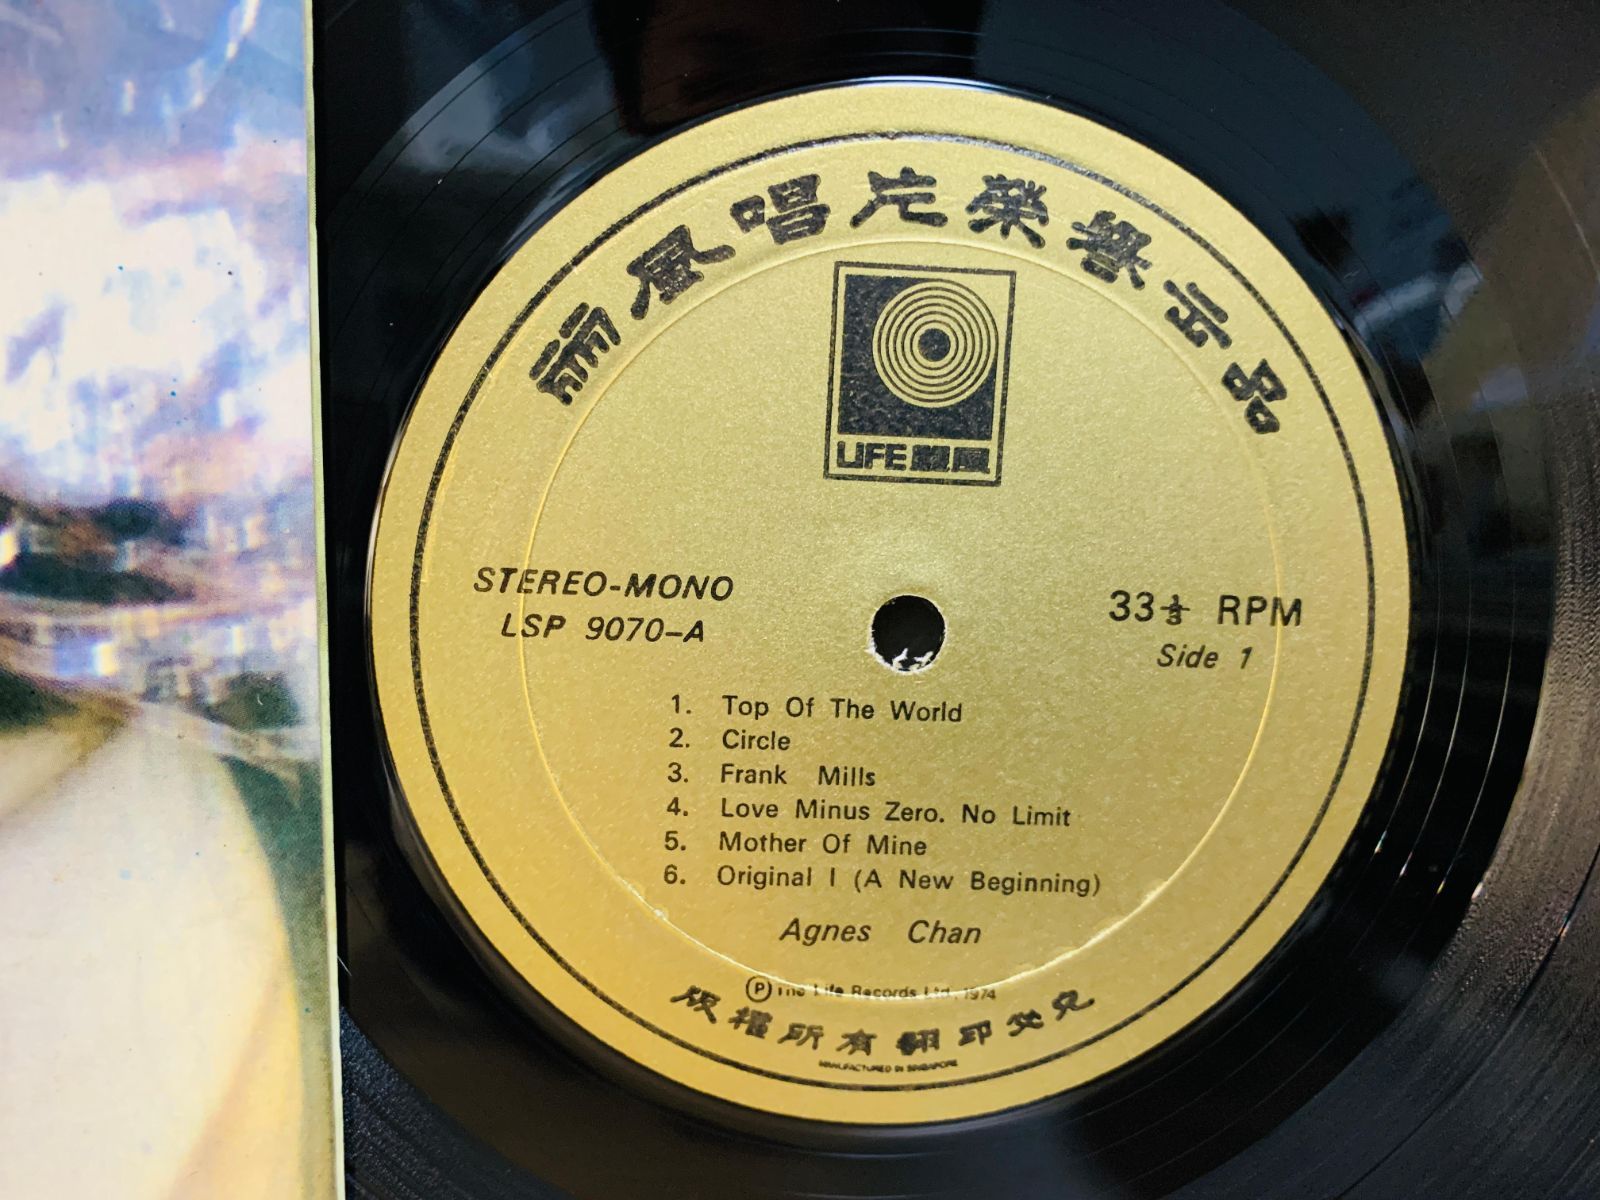 麗風唱片榮譽出品
LIFE 麗風
STEREO-MONO
LSP 9070-A
33⅓ RPM
Side 1
1. Top Of The World
2. Circle
3. Frank Mills
4. Love Minus Zero. No Limit
5. Mother Of Mine
6. Original I (A New Beginning)
Agnes Chan
Ⓟ The Life Records Ltd., 1974
版權所有翻印必究
MANUFACTURED IN SINGAPORE